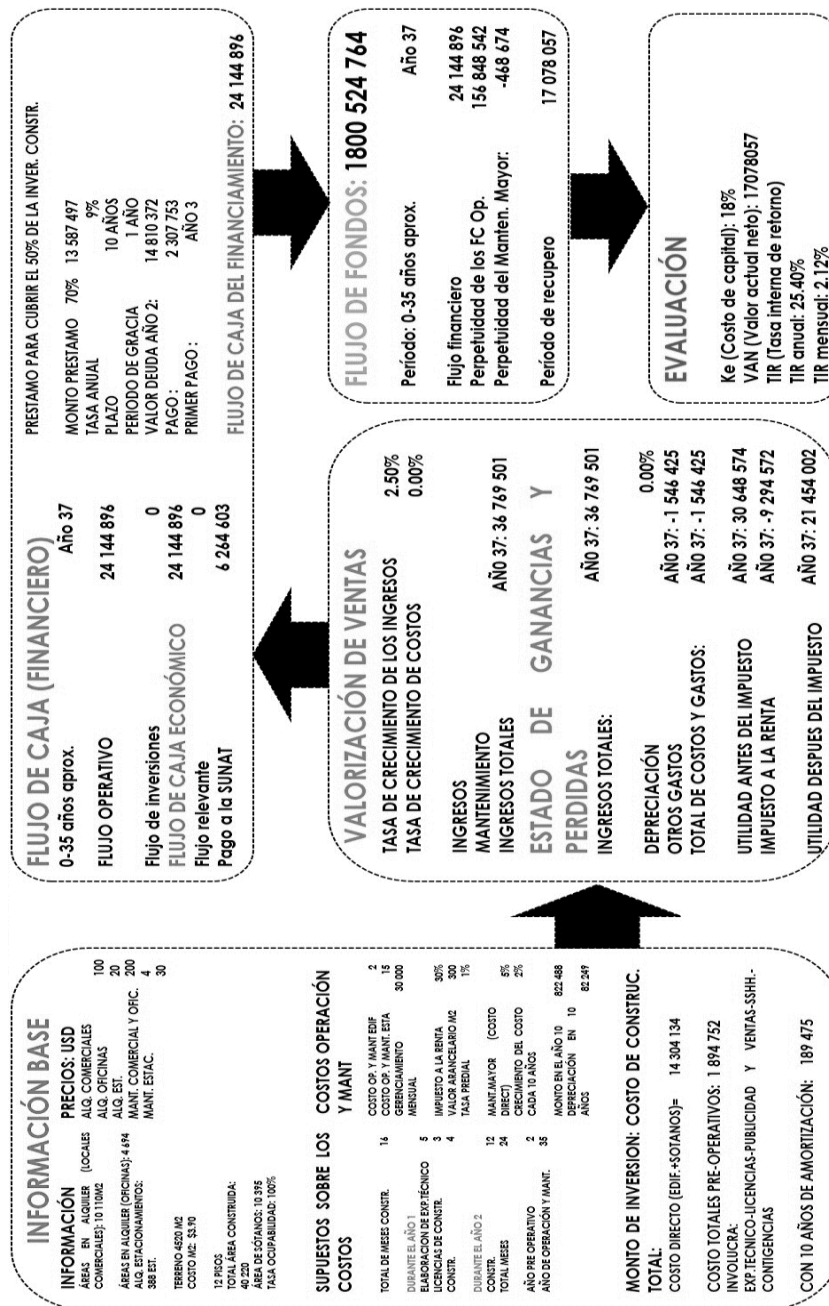 INFORMACIÓN BASE
INFORMACIÓN
ÁREAS EN ALQUILER (LOCALES
COMERCIALES): 10 110M2
ÁREAS EN ALQUILER (OFICINAS): 4 694
ALQ. ESTACIONAMIENTOS:
388 EST.
TERRENO 4520 M2
COSTO M2: $3.90
12 PISOS
TOTAL ÁREA CONSTRUIDA:
40 220
ÁREA DE SÓTANOS: 10 395
TASA OCUPABILIDAD: 100%
PRECIOS: USD
ALQ. COMERCIALES 100
ALQ. OFICINAS 20
ALQ. EST. 200
MANT. COMERCIAL Y OFIC. 4
MANT. ESTAC. 30
SUPUESTOS SOBRE LOS
COSTOS
TOTAL DE MESES CONSTR. 16
DURANTE EL AÑO 1
ELABORACION DE EXP.TÉCNICO 5
LICENCIAS DE CONSTR. 3
CONSTR. 4
DURANTE EL AÑO 2
CONSTR. 12
TOTAL MESES 24
AÑO PRE OPERATIVO 2
AÑO DE OPERACIÓN Y MANT. 35
COSTOS OPERACIÓN
Y MANT
COSTO OP. Y MANT EDIF 2
COSTO OP. Y MANT. ESTA 15
GERENCIAMIENTO 30 000
MENSUAL
IMPUESTO A LA RENTA 30%
VALOR ARANCELARIO M2 300
TASA PREDIAL 1%
MANT.MAYOR (COSTO
DIRECT) 5%
CRECIMIENTO DEL COSTO 2%
CADA 10 AÑOS
MONTO EN EL AÑO 10 822 488
DEPRECIACIÓN EN 10 82 249
AÑOS
MONTO DE INVERSION: COSTO DE CONSTRUC.
TOTAL:
COSTO DIRECTO (EDIF.+SOTANOS)= 14 304 134
COSTO TOTALES PRE-OPERATIVOS: 1 894 752
INVOLUCRA:
EXP.TECNICO-LICENCIAS-PUBLICIDAD Y VENTAS-SSHH.-
CONTIGENCIAS
CON 10 AÑOS DE AMORTIZACIÓN: 189 475
VALORIZACIÓN DE VENTAS
TASA DE CRECIMIENTO DE LOS INGRESOS 2.50%
TASA DE CRECIMIENTO DE COSTOS 0.00%
INGRESOS
MANTENIMIENTO
INGRESOS TOTALES AÑO 37: 36 769 501
ESTADO DE GANANCIAS Y
PERDIDAS
INGRESOS TOTALES: AÑO 37: 36 769 501
DEPRECIACIÓN 0.00%
OTROS GASTOS AÑO 37: -1 546 425
TOTAL DE COSTOS Y GASTOS: AÑO 37: -1 546 425
UTILIDAD ANTES DEL IMPUESTO AÑO 37: 30 648 574
IMPUESTO A LA RENTA AÑO 37: -9 294 572
UTILIDAD DESPUES DEL IMPUESTO AÑO 37: 21 454 002
FLUJO DE CAJA (FINANCIERO)
0-35 años aprox. Año 37
FLUJO OPERATIVO 24 144 896
Flujo de inversiones 0
FLUJO DE CAJA ECONÓMICO 24 144 896
Flujo relevante 0
Pago a la SUNAT 6 264 603
PRESTAMO PARA CUBRIR EL 50% DE LA INVER. CONSTR.
MONTO PRESTAMO 70% 13 587 497
TASA ANUAL 9%
PLAZO 10 AÑOS
PERIODO DE GRACIA 1 AÑO
VALOR DEUDA AÑO 2: 14 810 372
PAGO : 2 307 753
PRIMER PAGO : AÑO 3
FLUJO DE CAJA DEL FINANCIAMIENTO: 24 144 896
FLUJO DE FONDOS: 1800 524 764
Período: 0-35 años aprox. Año 37
Flujo financiero 24 144 896
Perpetuidad de los FC Op. 156 848 542
Perpetuidad del Manten. Mayor: -468 674
Período de recupero 17 078 057
EVALUACIÓN
Ke (Costo de capital): 18%
VAN (Valor actual neto): 17078057
TIR (Tasa interna de retorno)
TIR anual: 25.40%
TIR mensual: 2.12%